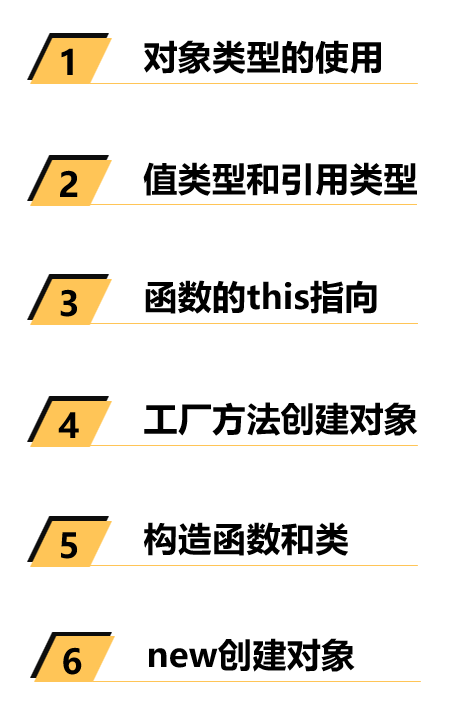 1 对象类型的使用
2 值类型和引用类型
3 函数的this指向
4 工厂方法创建对象
5 构造函数和类
6 new创建对象